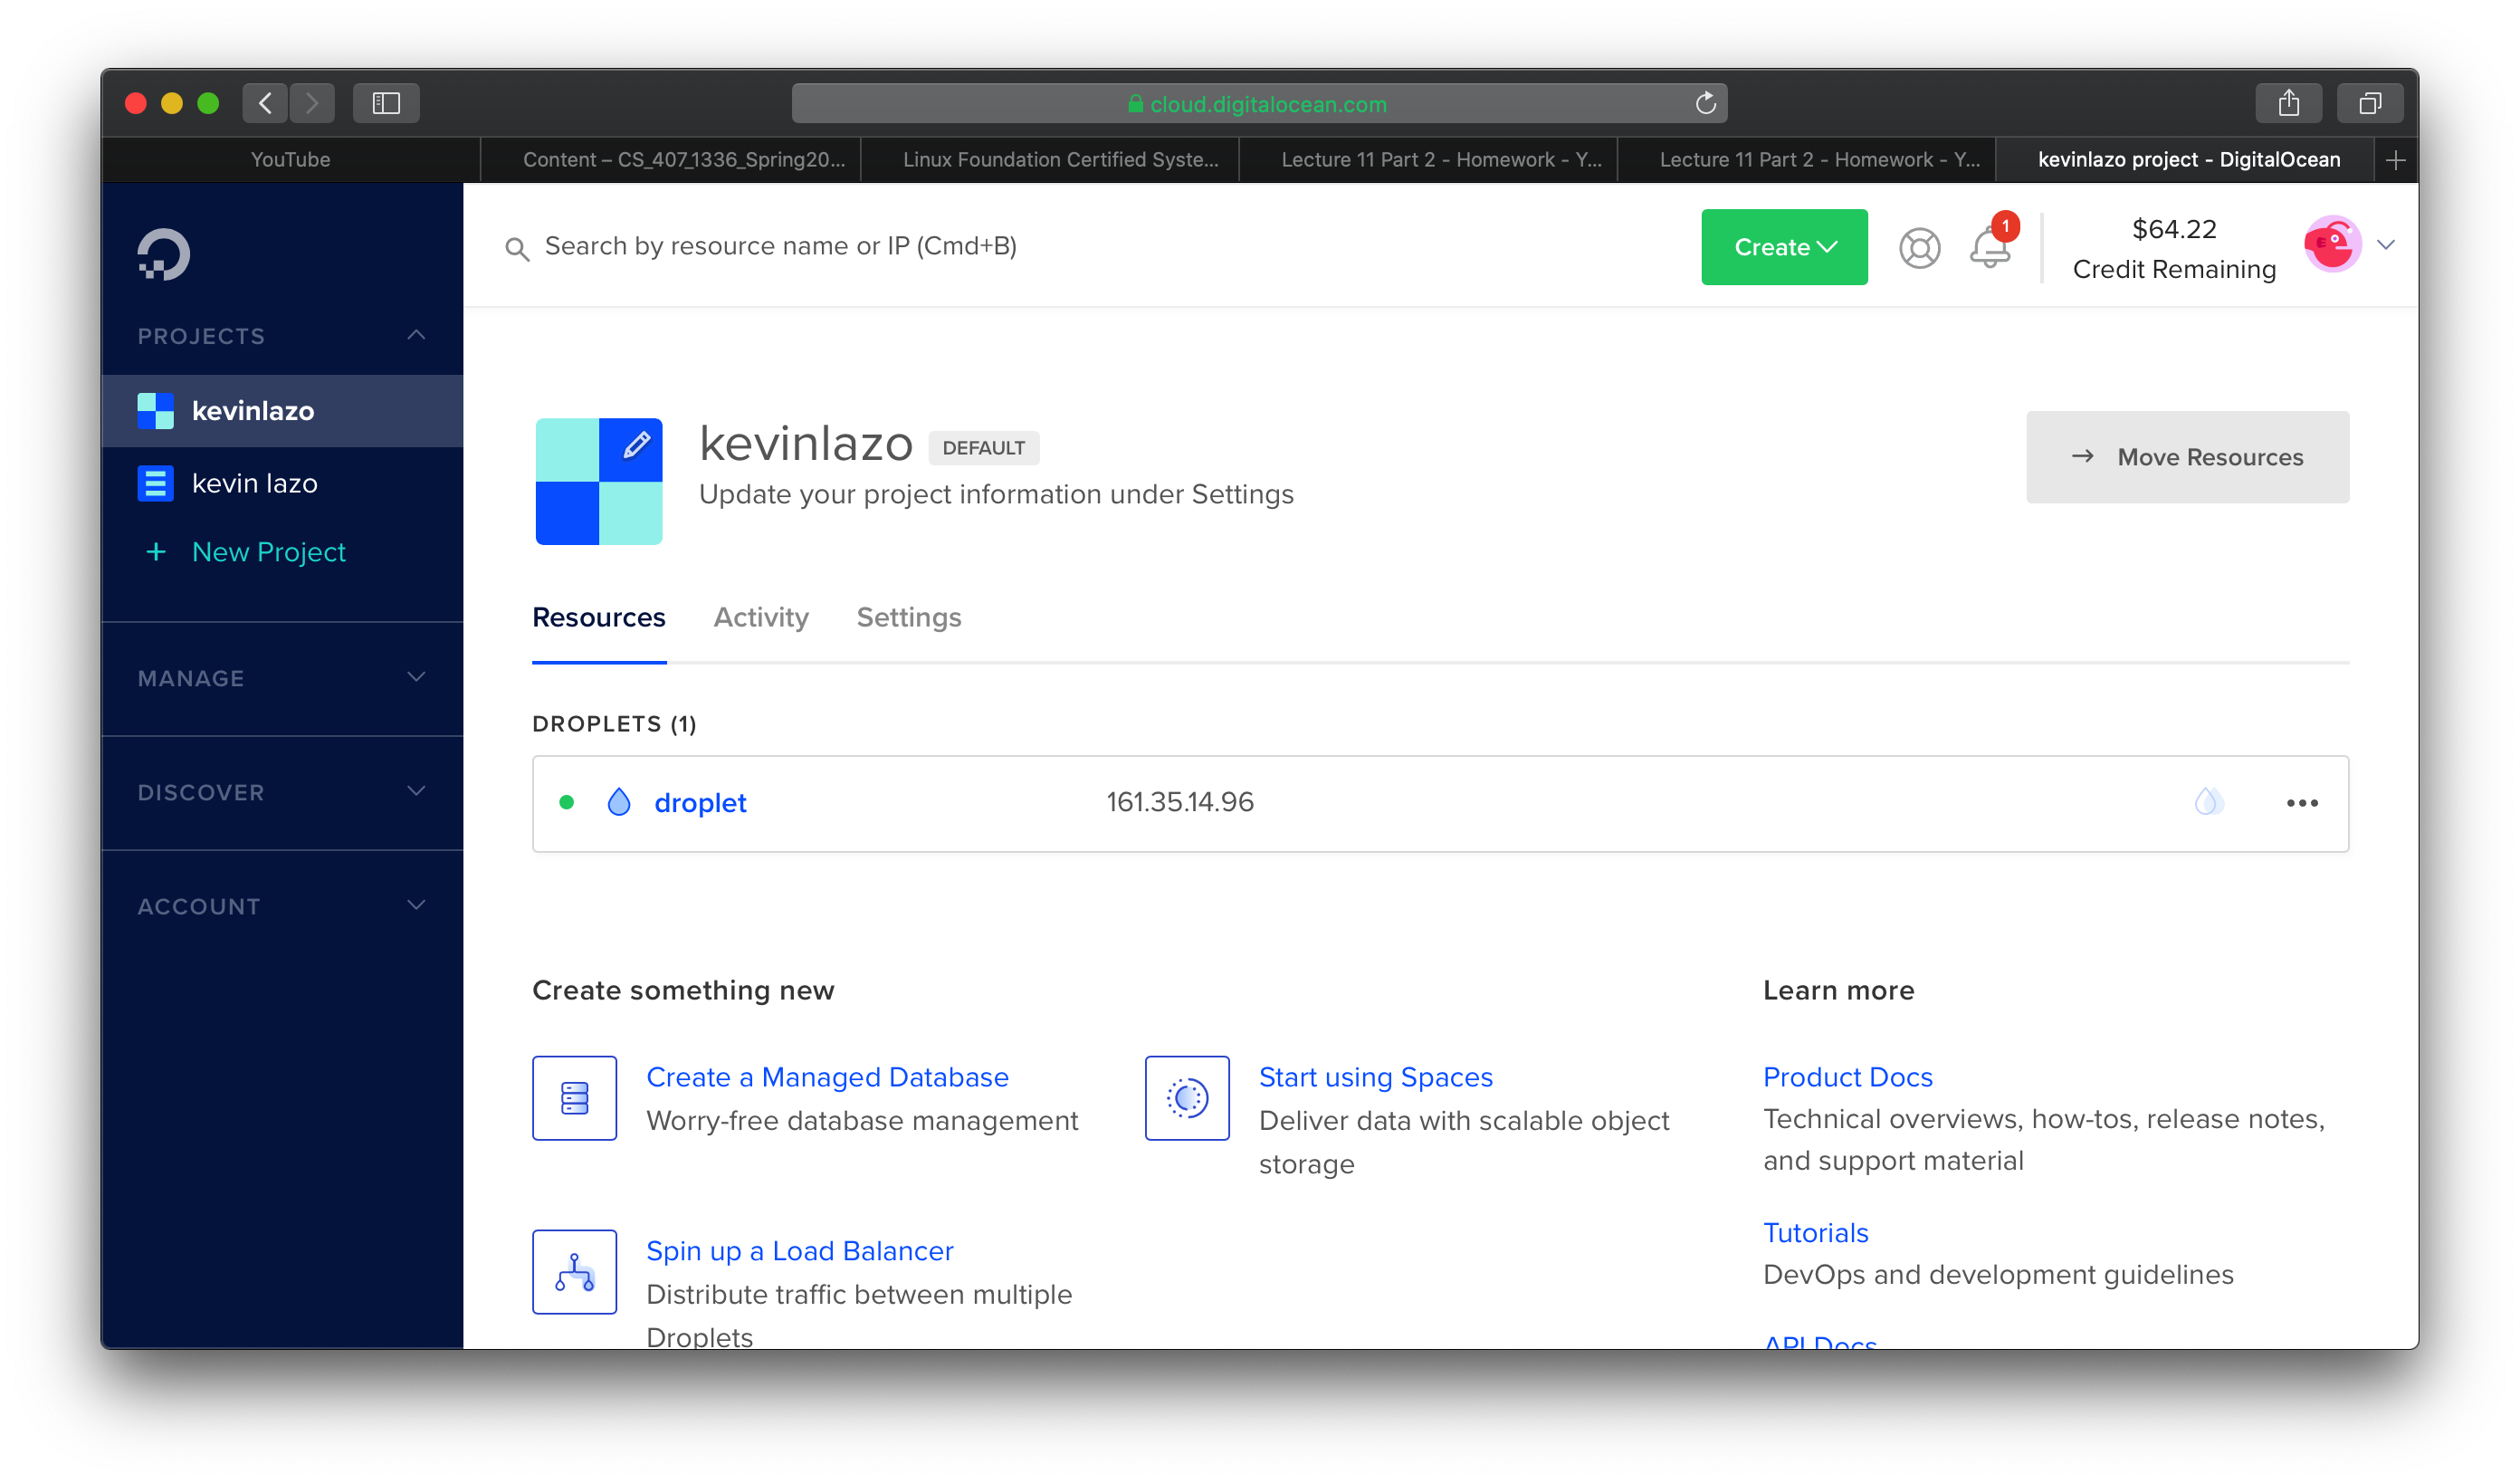 cloud.digitalocean.com
YouTube
Content – CS_407_1336_Spring20...
Linux Foundation Certified Syste...
Lecture 11 Part 2 - Homework - Y...
Lecture 11 Part 2 - Homework - Y...
kevinlazo project - DigitalOcean
Search by resource name or IP (Cmd+B)
Create
1
$64.22
Credit Remaining
PROJECTS
kevinlazo
kevin lazo
+ New Project
MANAGE
DISCOVER
ACCOUNT
kevinlazo DEFAULT
Update your project information under Settings
→ Move Resources
Resources
Activity
Settings
DROPLETS (1)
droplet
161.35.14.96
Create something new
Create a Managed Database
Worry-free database management
Start using Spaces
Deliver data with scalable object
storage
Spin up a Load Balancer
Distribute traffic between multiple
Droplets
Learn more
Product Docs
Technical overviews, how-tos, release notes,
and support material
Tutorials
DevOps and development guidelines
API Docs